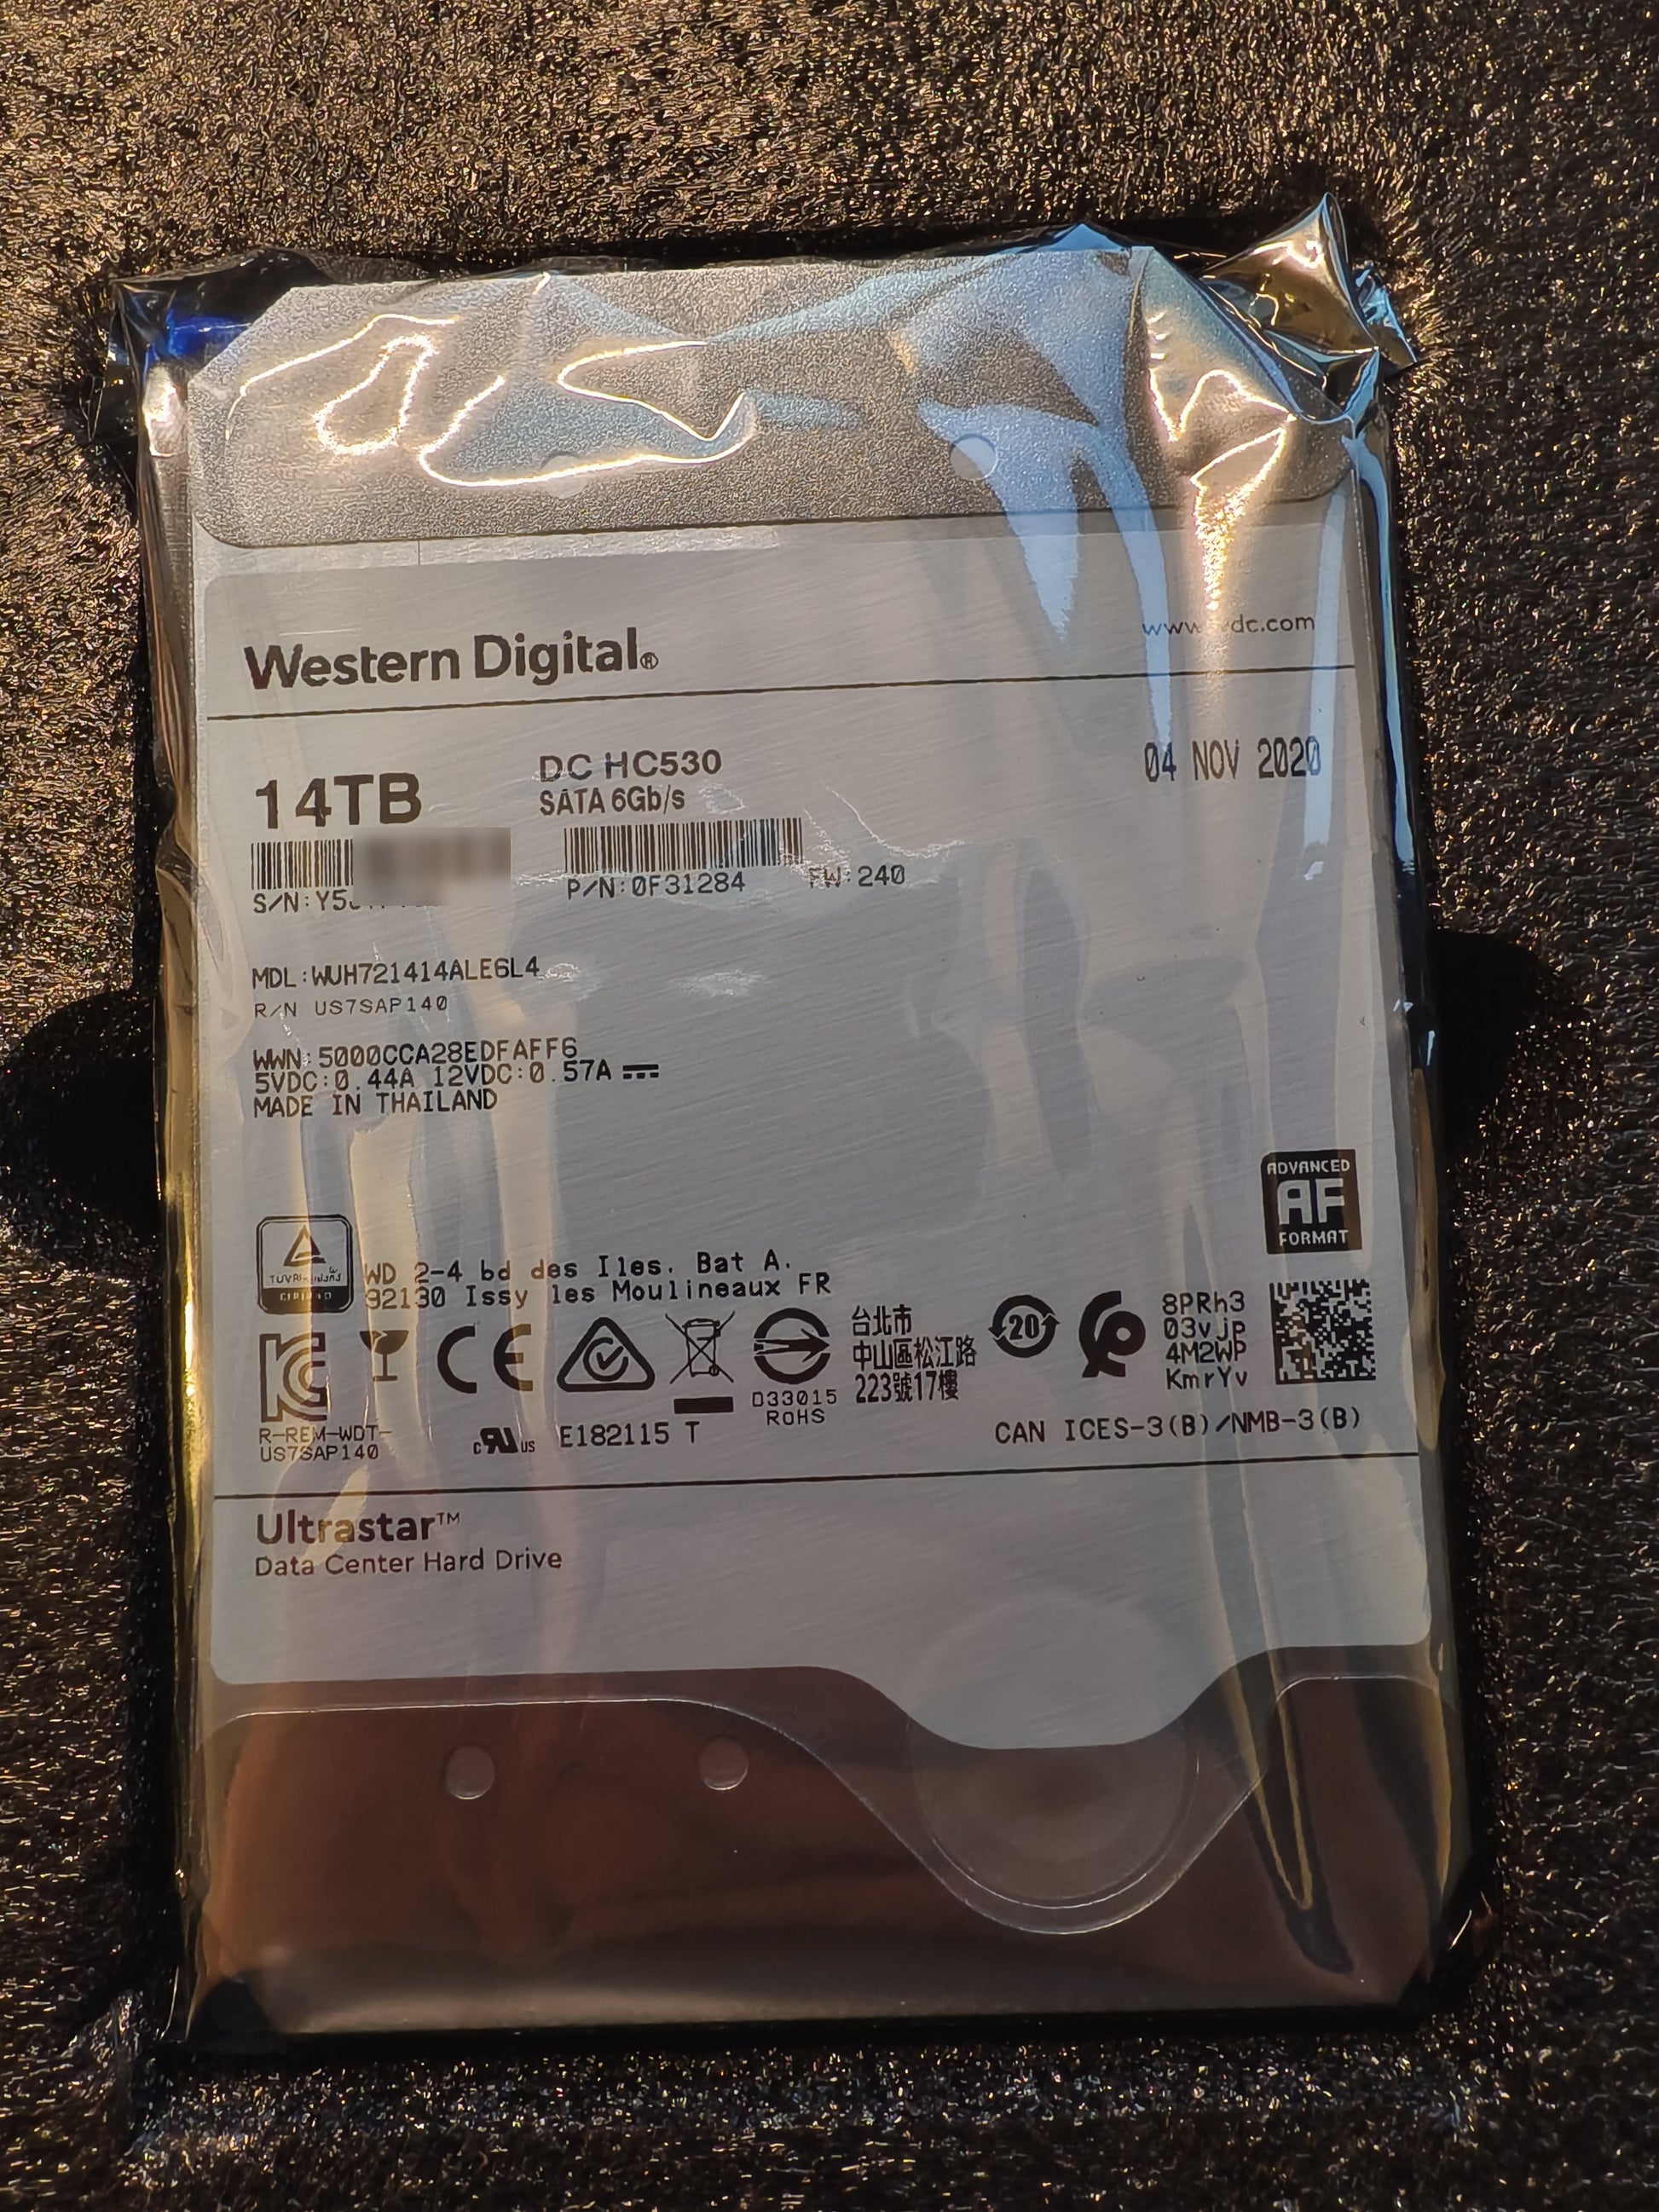 Western Digital®
14TB
DC HC530
SATA 6Gb/s
04 NOV 2020
P/N:0F31284
FW:240
MDL:WUH721414ALE6L4
R/N US7SAP140
WWN:5000CCA28EDFAFF6
5VDC:0.44A 12VDC:0.57A
MADE IN THAILAND
ADVANCED
AF
FORMAT
WD 2-4 bd des Iles. Bat A.
92130 Issy les Moulineaux FR
台北市
中山區松江路
223號17樓
20
8PRh3
03vjp
4M2WP
KmrYv
D33015
RoHS
R-REM-WDT-
US7SAP140
c RU US
E182115 T
CAN ICES-3(B)/NMB-3(B)
Ultrastar™
Data Center Hard Drive